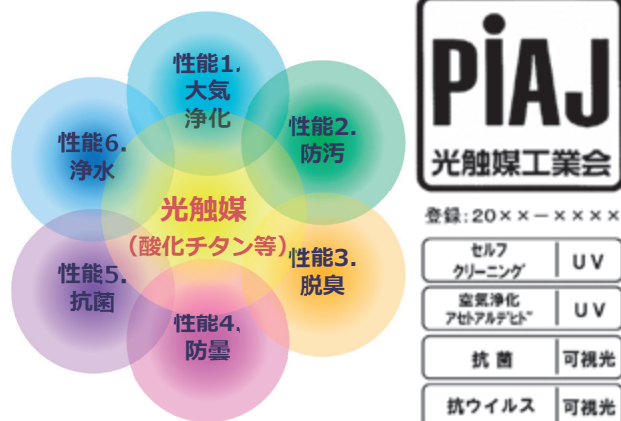 性能1.
大気
浄化
性能2.
防汚
性能3.
脱臭
性能4.
防曇
性能5.
抗菌
性能6.
浄水
光触媒
(酸化チタン等)
PiAJ
光触媒工業会
登録:20××-××××
セルフ
クリーニング UV
空気浄化
アセトアルデヒド UV
抗菌 可視光
抗ウイルス 可視光